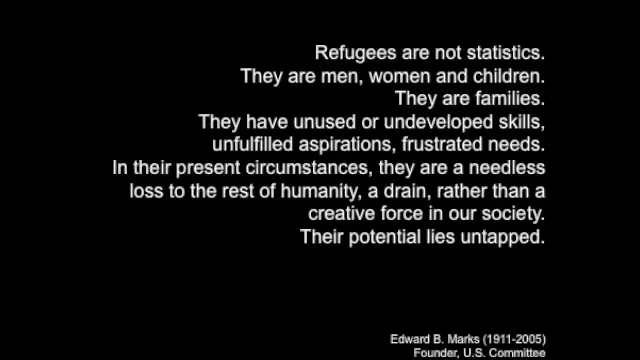 Refugees are not statistics.
They are men, women and children.
They are families.
They have unused or undeveloped skills,
unfulfilled aspirations, frustrated needs.
In their present circumstances, they are a needless
loss to the rest of humanity, a drain, rather than a
creative force in our society.
Their potential lies untapped.
Edward B. Marks (1911-2005)
Founder, U.S. Committee